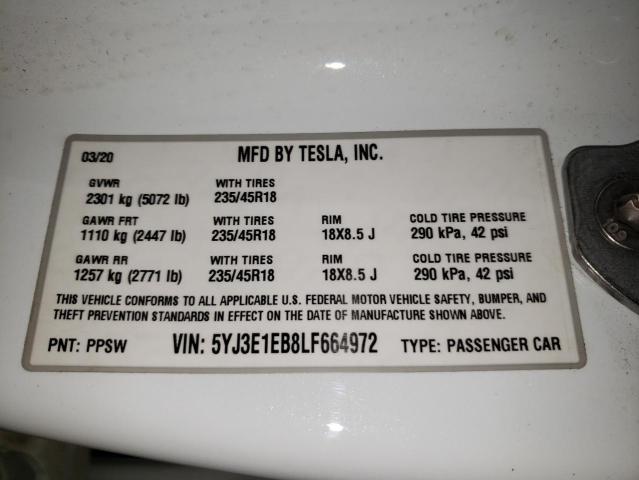 03/20 MFD BY TESLA, INC.
GVWR WITH TIRES
2301 kg (5072 lb) 235/45R18
GAWR FRT WITH TIRES RIM COLD TIRE PRESSURE
1110 kg (2447 lb) 235/45R18 18X8.5 J 290 kPa, 42 psi
GAWR RR WITH TIRES RIM COLD TIRE PRESSURE
1257 kg (2771 lb) 235/45R18 18X8.5 J 290 kPa, 42 psi
THIS VEHICLE CONFORMS TO ALL APPLICABLE U.S. FEDERAL MOTOR VEHICLE SAFETY, BUMPER, AND
THEFT PREVENTION STANDARDS IN EFFECT ON THE DATE OF MANUFACTURE SHOWN ABOVE.
PNT: PPSW VIN: 5YJ3E1EB8LF664972 TYPE: PASSENGER CAR